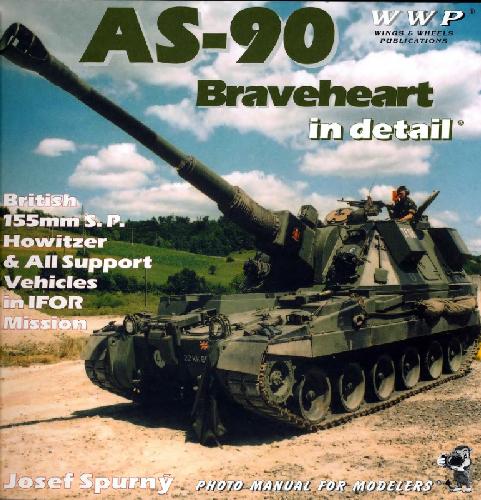 AS-90
WWP®
WINGS & WHEELS
PUBLICATIONS
Braveheart
in detail®
British
155mm S.P.
Howitzer
& All Support
Vehicles
in IFOR
Mission
Josef Spurný
PHOTO MANUAL FOR MODELERS